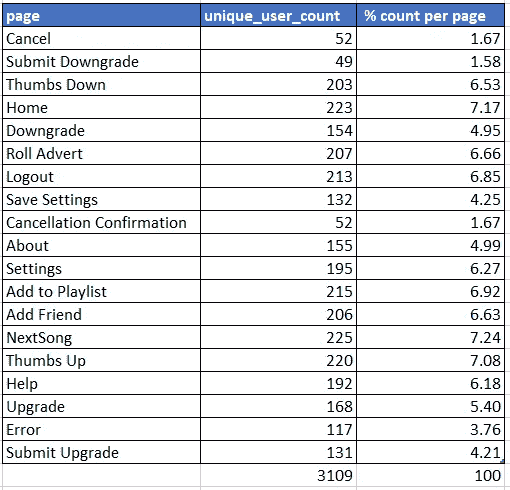 page unique_user_count % count per page
Cancel 52 1.67
Submit Downgrade 49 1.58
Thumbs Down 203 6.53
Home 223 7.17
Downgrade 154 4.95
Roll Advert 207 6.66
Logout 213 6.85
Save Settings 132 4.25
Cancellation Confirmation 52 1.67
About 155 4.99
Settings 195 6.27
Add to Playlist 215 6.92
Add Friend 206 6.63
NextSong 225 7.24
Thumbs Up 220 7.08
Help 192 6.18
Upgrade 168 5.40
Error 117 3.76
Submit Upgrade 131 4.21
3109 100